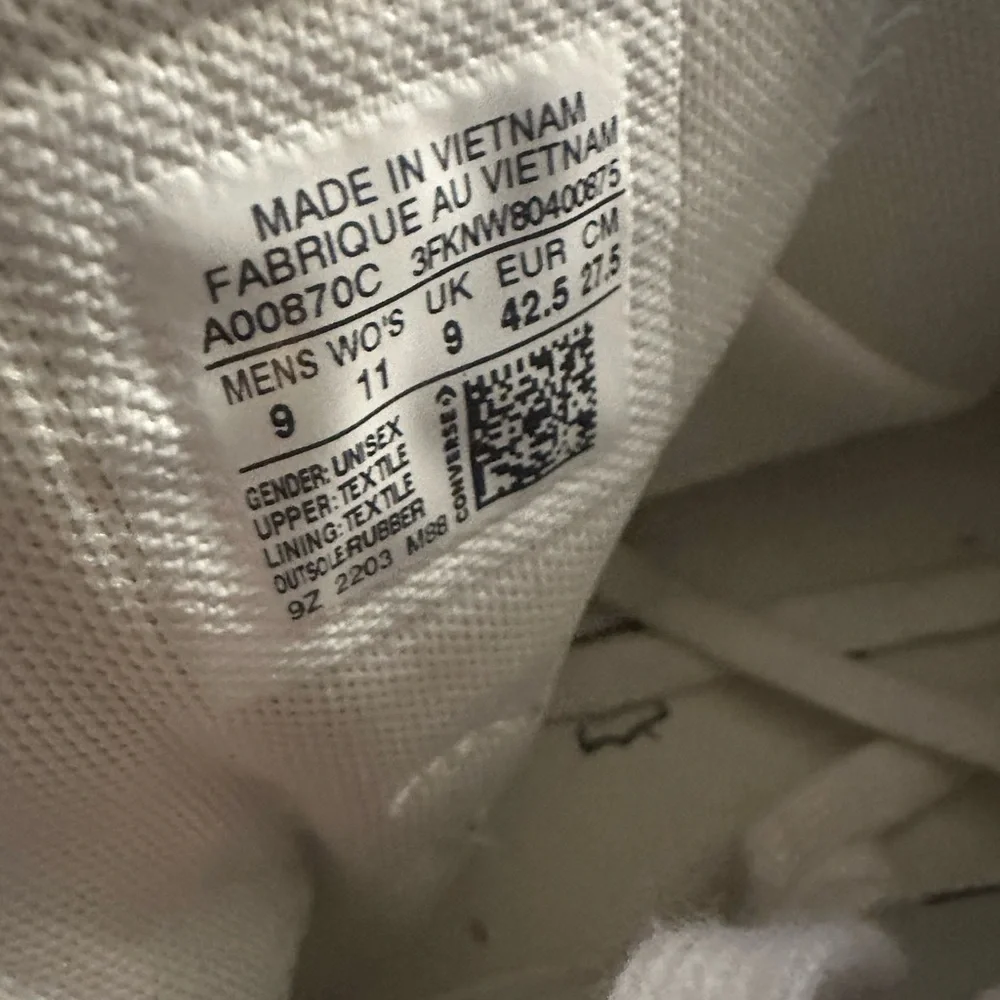 MADE IN VIETNAM
FABRIQUE AU VIETNAM
A00870C 3FKNW80400875
MENS WO'S UK EUR CM
9 11 9 42.5 27.5
GENDER: UNISEX
UPPER: TEXTILE
LINING: TEXTILE
OUTSOLE:RUBBER
9Z 2203 M88
CONVERSE